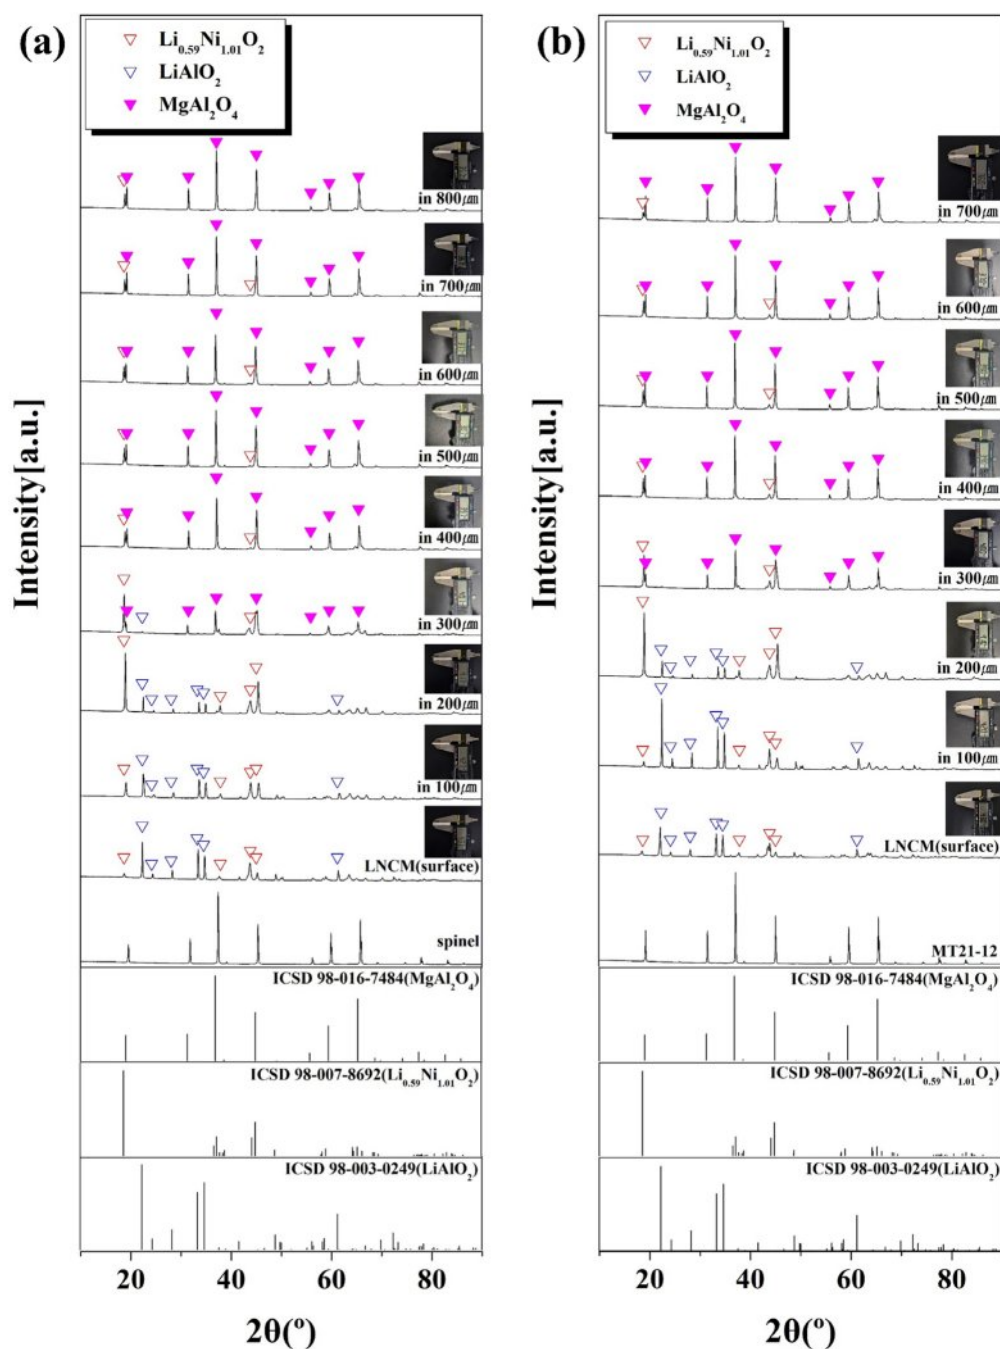 (a)
Li0.59Ni1.01O2
LiAlO2
MgAl2O4
in 800㎛
in 700㎛
in 600㎛
in 500㎛
in 400㎛
in 300㎛
in 200㎛
in 100㎛
LNCM(surface)
spinel
ICSD 98-016-7484(MgAl2O4)
ICSD 98-007-8692(Li0.59Ni1.01O2)
ICSD 98-003-0249(LiAlO2)
20 40 60 80
2θ(°)
Intensity[a.u.]
(b)
Li0.59Ni1.01O2
LiAlO2
MgAl2O4
in 700㎛
in 600㎛
in 500㎛
in 400㎛
in 300㎛
in 200㎛
in 100㎛
LNCM(surface)
MT21-12
ICSD 98-016-7484(MgAl2O4)
ICSD 98-007-8692(Li0.59Ni1.01O2)
ICSD 98-003-0249(LiAlO2)
20 40 60 80
2θ(°)
Intensity[a.u.]